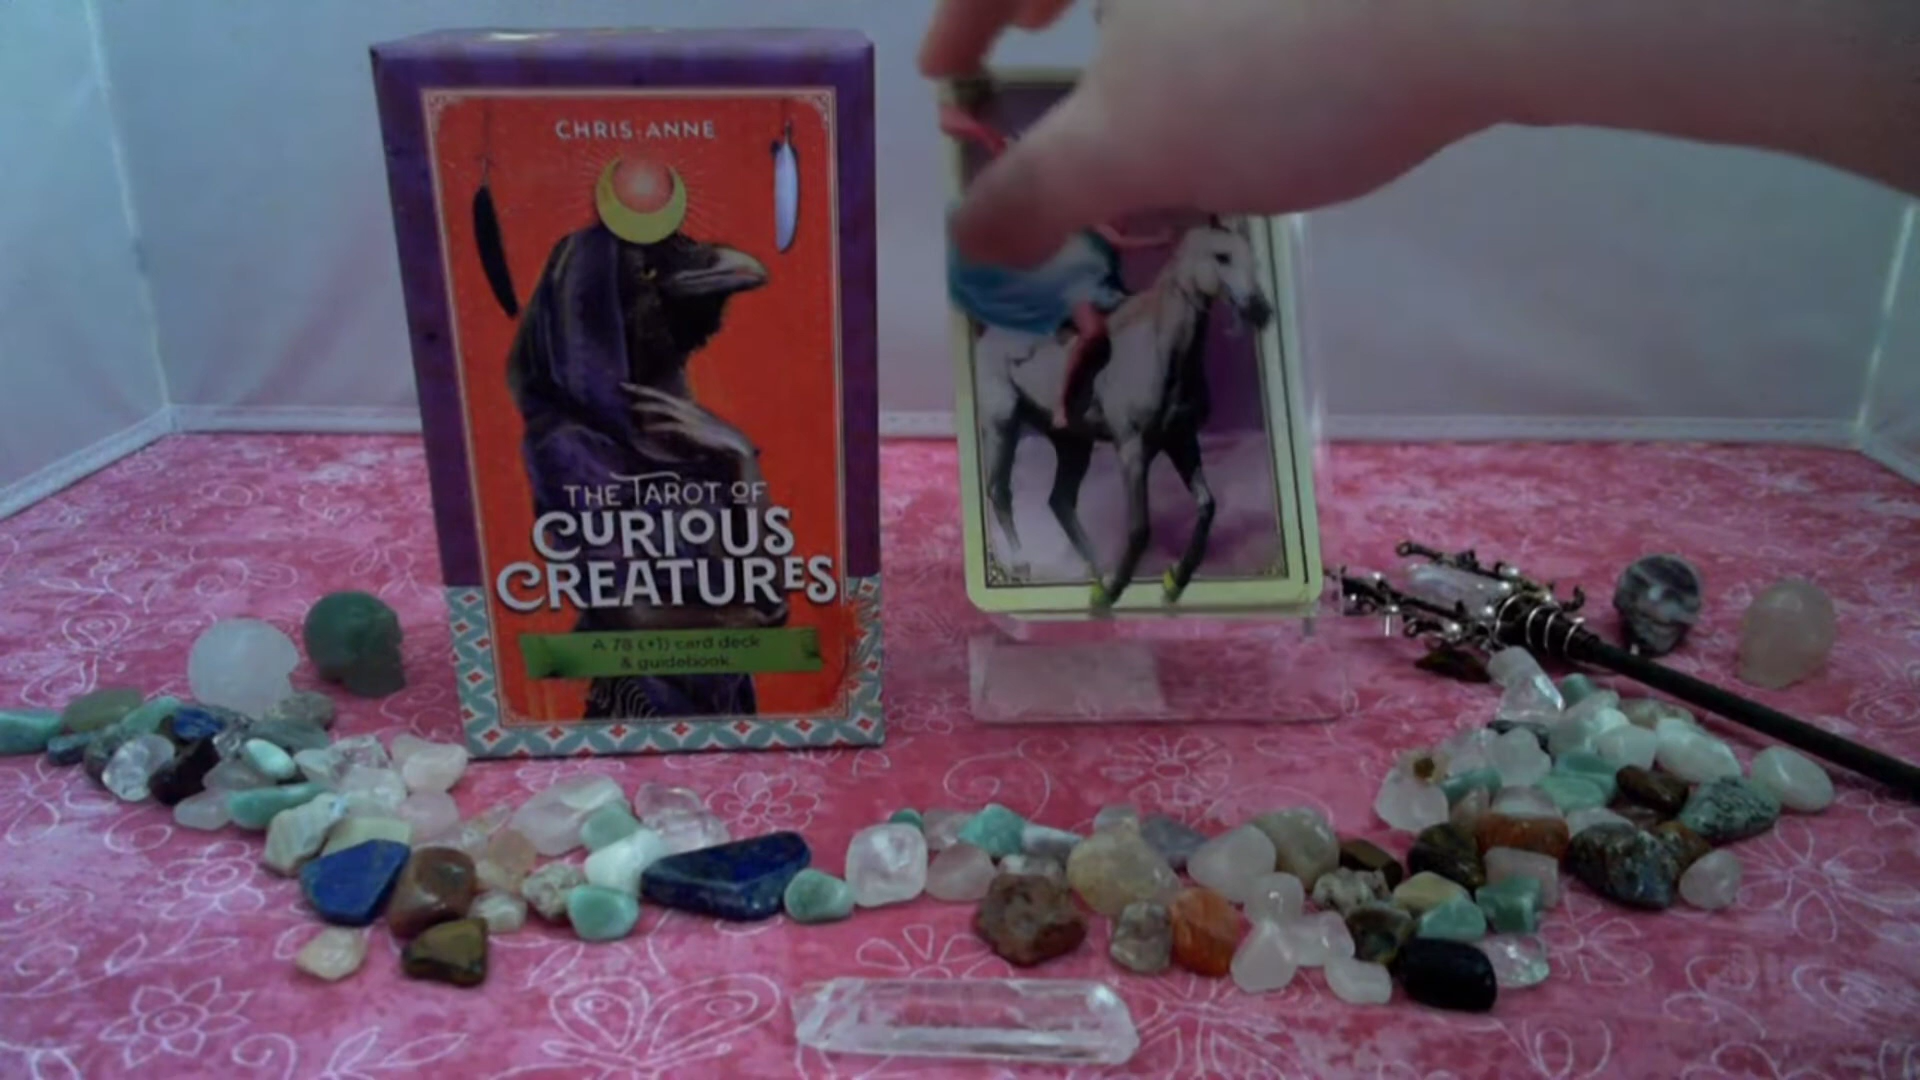 CHRIS-ANNE
THE TAROT OF
CURIOUS
CREATURES
A 78 (+1) card deck
& guidebook